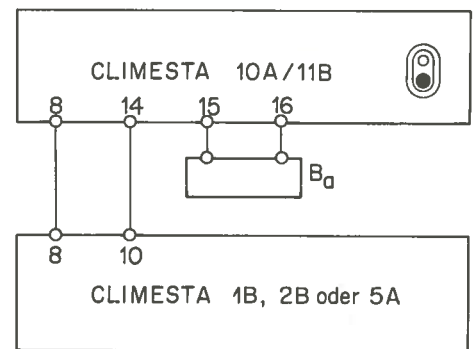 CLIMESTA 10A/11B
8 14 15 16
Ba
8 10
CLIMESTA 1B, 2B oder 5A